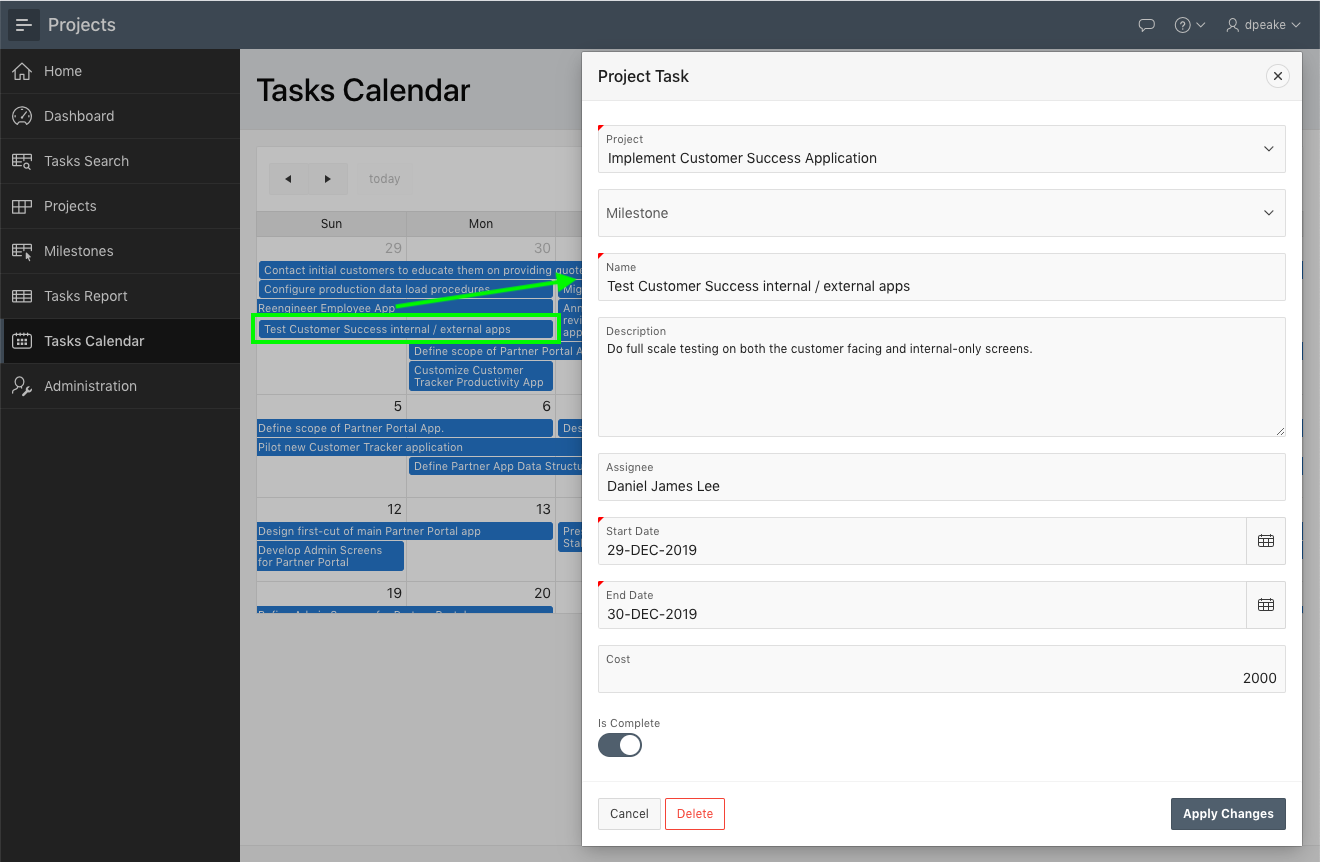 Projects
dpeake
Home
Dashboard
Tasks Search
Projects
Milestones
Tasks Report
Tasks Calendar
Administration
Tasks Calendar
today
Sun Mon
29 30
Contact initial customers to educate them on providing quote
Configure production data load procedures
Mig
Reengineer Employee App
Ann
revi
app
Test Customer Success internal / external apps
Define scope of Partner Portal A
Customize Customer
Tracker Productivity App
5 6
Define scope of Partner Portal App.
Des
Pilot new Customer Tracker application
Define Partner App Data Structu
12 13
Design first-cut of main Partner Portal app
Pre
Sta
Develop Admin Screens
for Partner Portal
19 20
Project Task
Project
Implement Customer Success Application
Milestone
Name
Test Customer Success internal / external apps
Description
Do full scale testing on both the customer facing and internal-only screens.
Assignee
Daniel James Lee
Start Date
29-DEC-2019
End Date
30-DEC-2019
Cost
2000
Is Complete
Cancel
Delete
Apply Changes